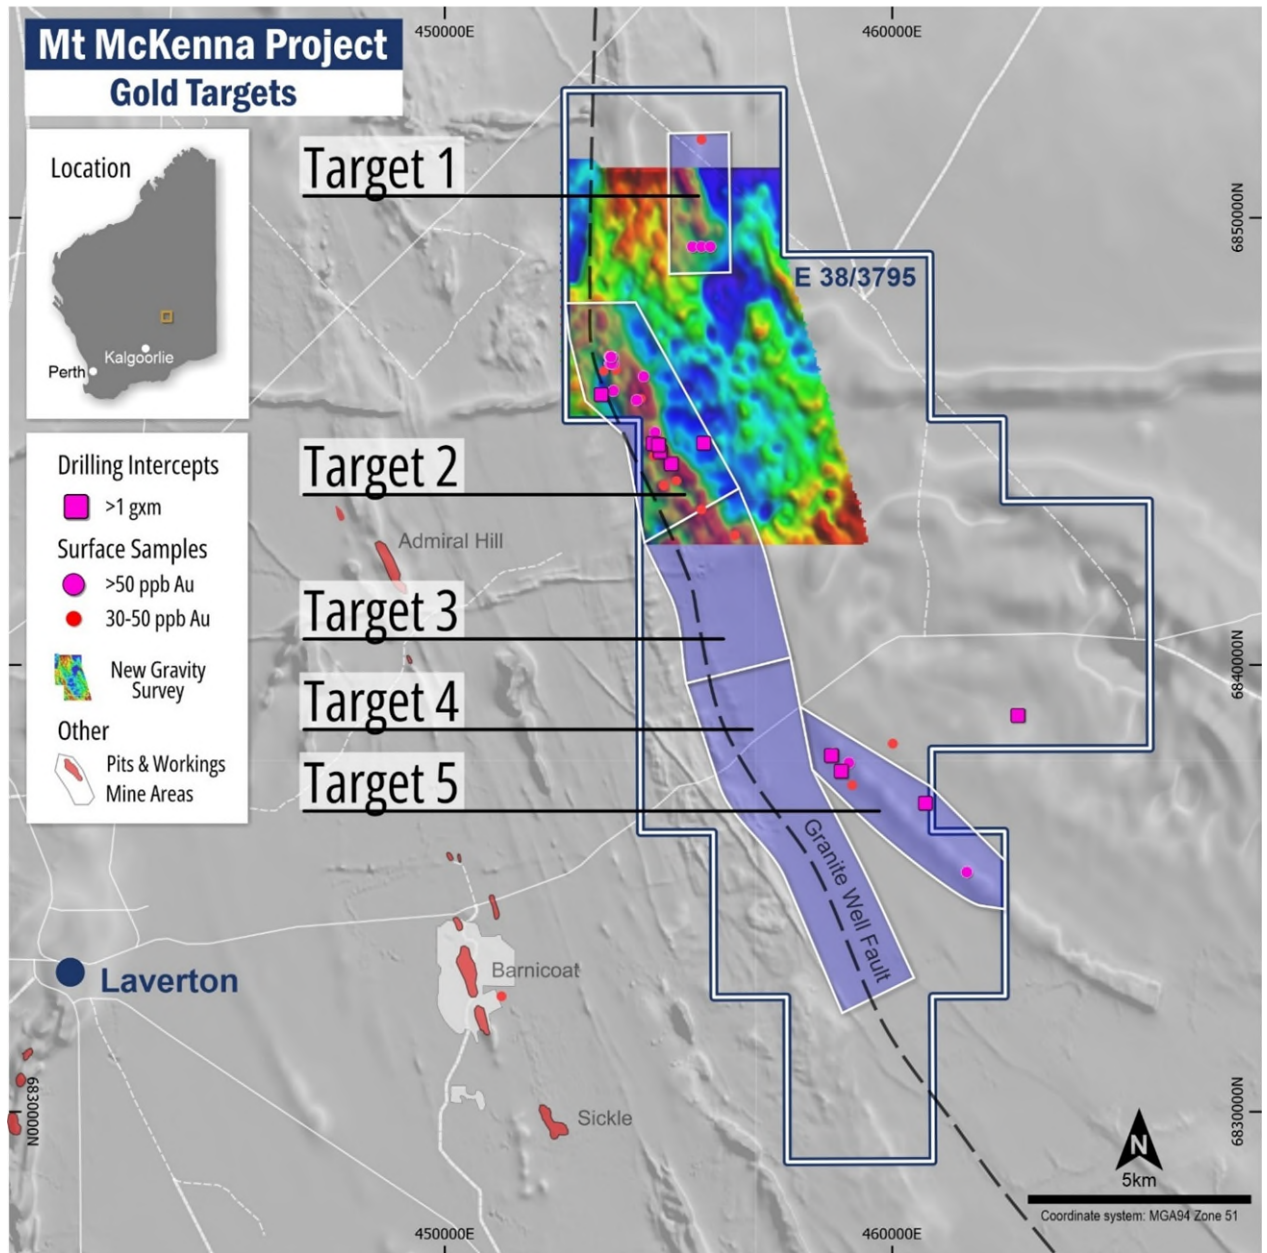 450000E
460000E
Mt McKenna Project
Gold Targets
Location
Kalgoorlie
Perth
Target 1
6850000N
E 38/3795
Drilling Intercepts
>1 gxm
Surface Samples
>50 ppb Au
30-50 ppb Au
New Gravity
Survey
Other
Pits & Workings
Mine Areas
Target 2
Admiral Hill
Target 3
6840000N
Target 4
Target 5
Granite Well Fault
Barnicoat
Laverton
6830000N
Sickle
6830000N
N
5km
Coordinate system: MGA94 Zone 51
450000E
460000E